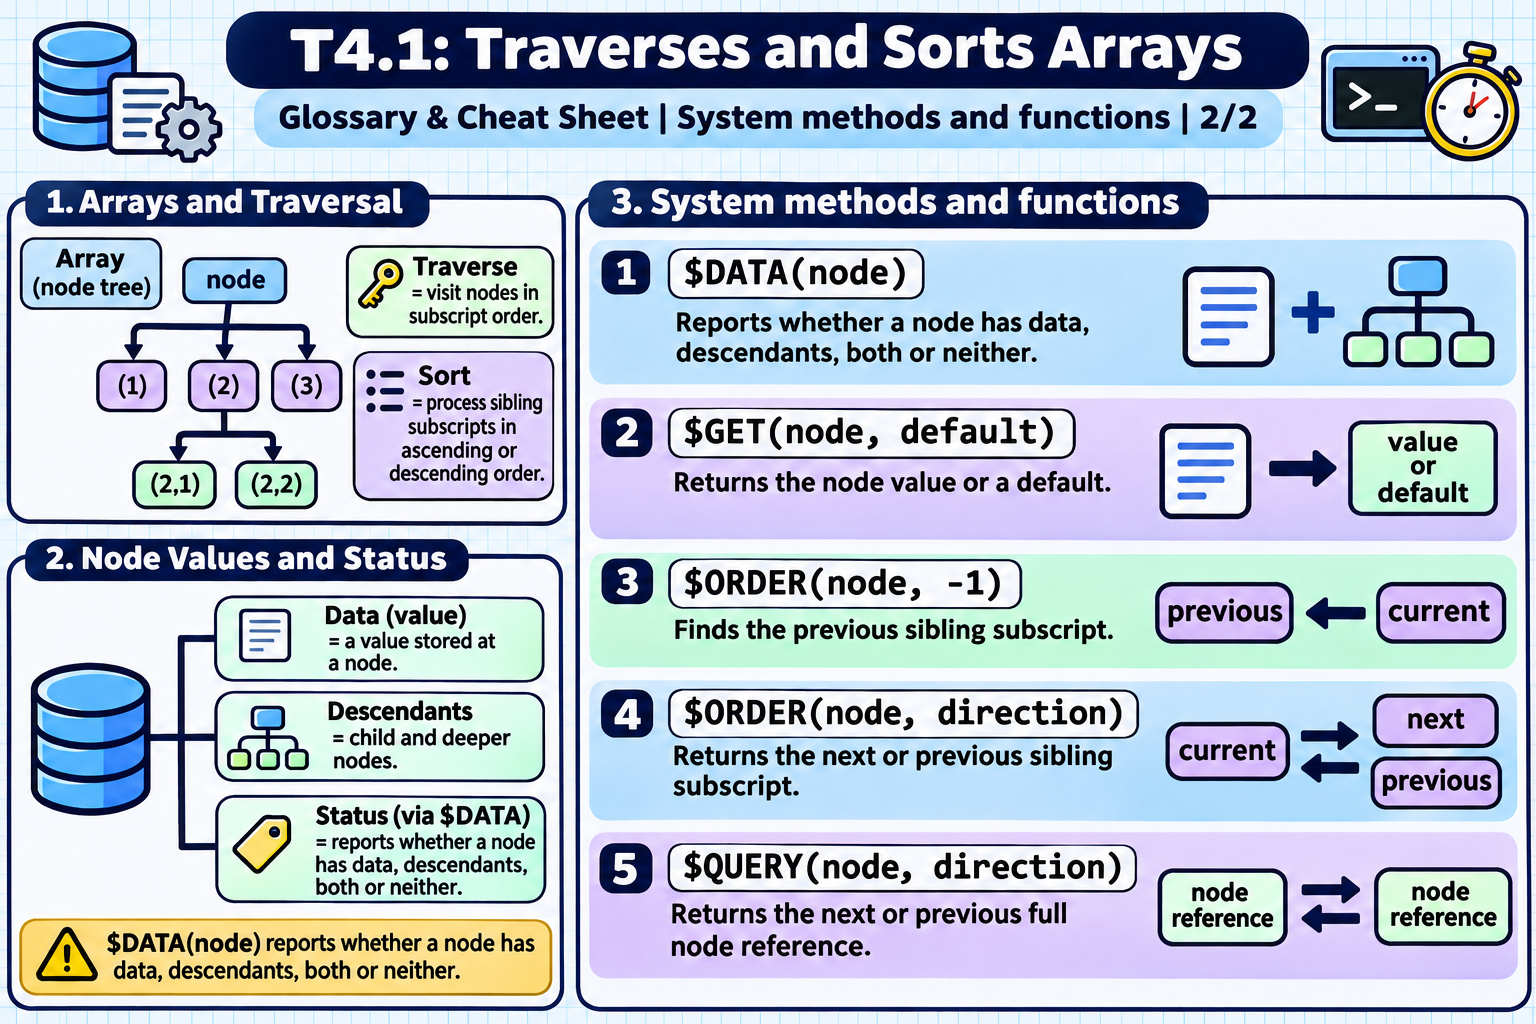 T4.1: Traverses and Sorts Arrays
Glossary & Cheat Sheet | System methods and functions | 2/2
>_
1. Arrays and Traversal
Array
(node tree)
node
(1)
(2)
(3)
(2,1)
(2,2)
Traverse
= visit nodes in
subscript order.
Sort
= process sibling
subscripts in
ascending or
descending order.
2. Node Values and Status
Data (value)
= a value stored at
a node.
Descendants
= child and deeper
nodes.
Status (via $DATA)
= reports whether a node
has data, descendants,
both or neither.
$DATA(node) reports whether a node has
data, descendants, both or neither.
3. System methods and functions
1
$DATA(node)
Reports whether a node has data,
descendants, both or neither.
2
$GET(node, default)
Returns the node value or a default.
value
or
default
3
$ORDER(node, -1)
Finds the previous sibling subscript.
previous
current
4
$ORDER(node, direction)
Returns the next or previous sibling
subscript.
current
next
previous
5
$QUERY(node, direction)
Returns the next or previous full
node reference.
node
reference
node
reference